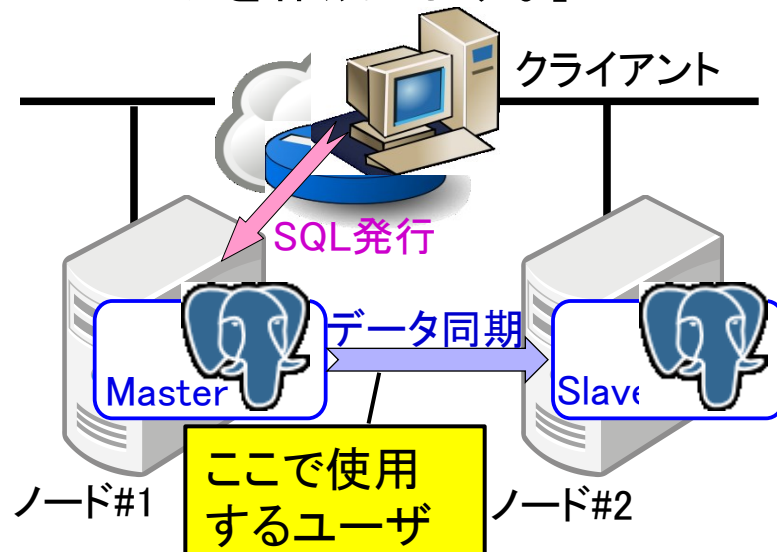 クライアント
SQL発行
データ同期
Master
Slave
ここで使用
するユーザ
ノード#1
ノード#2